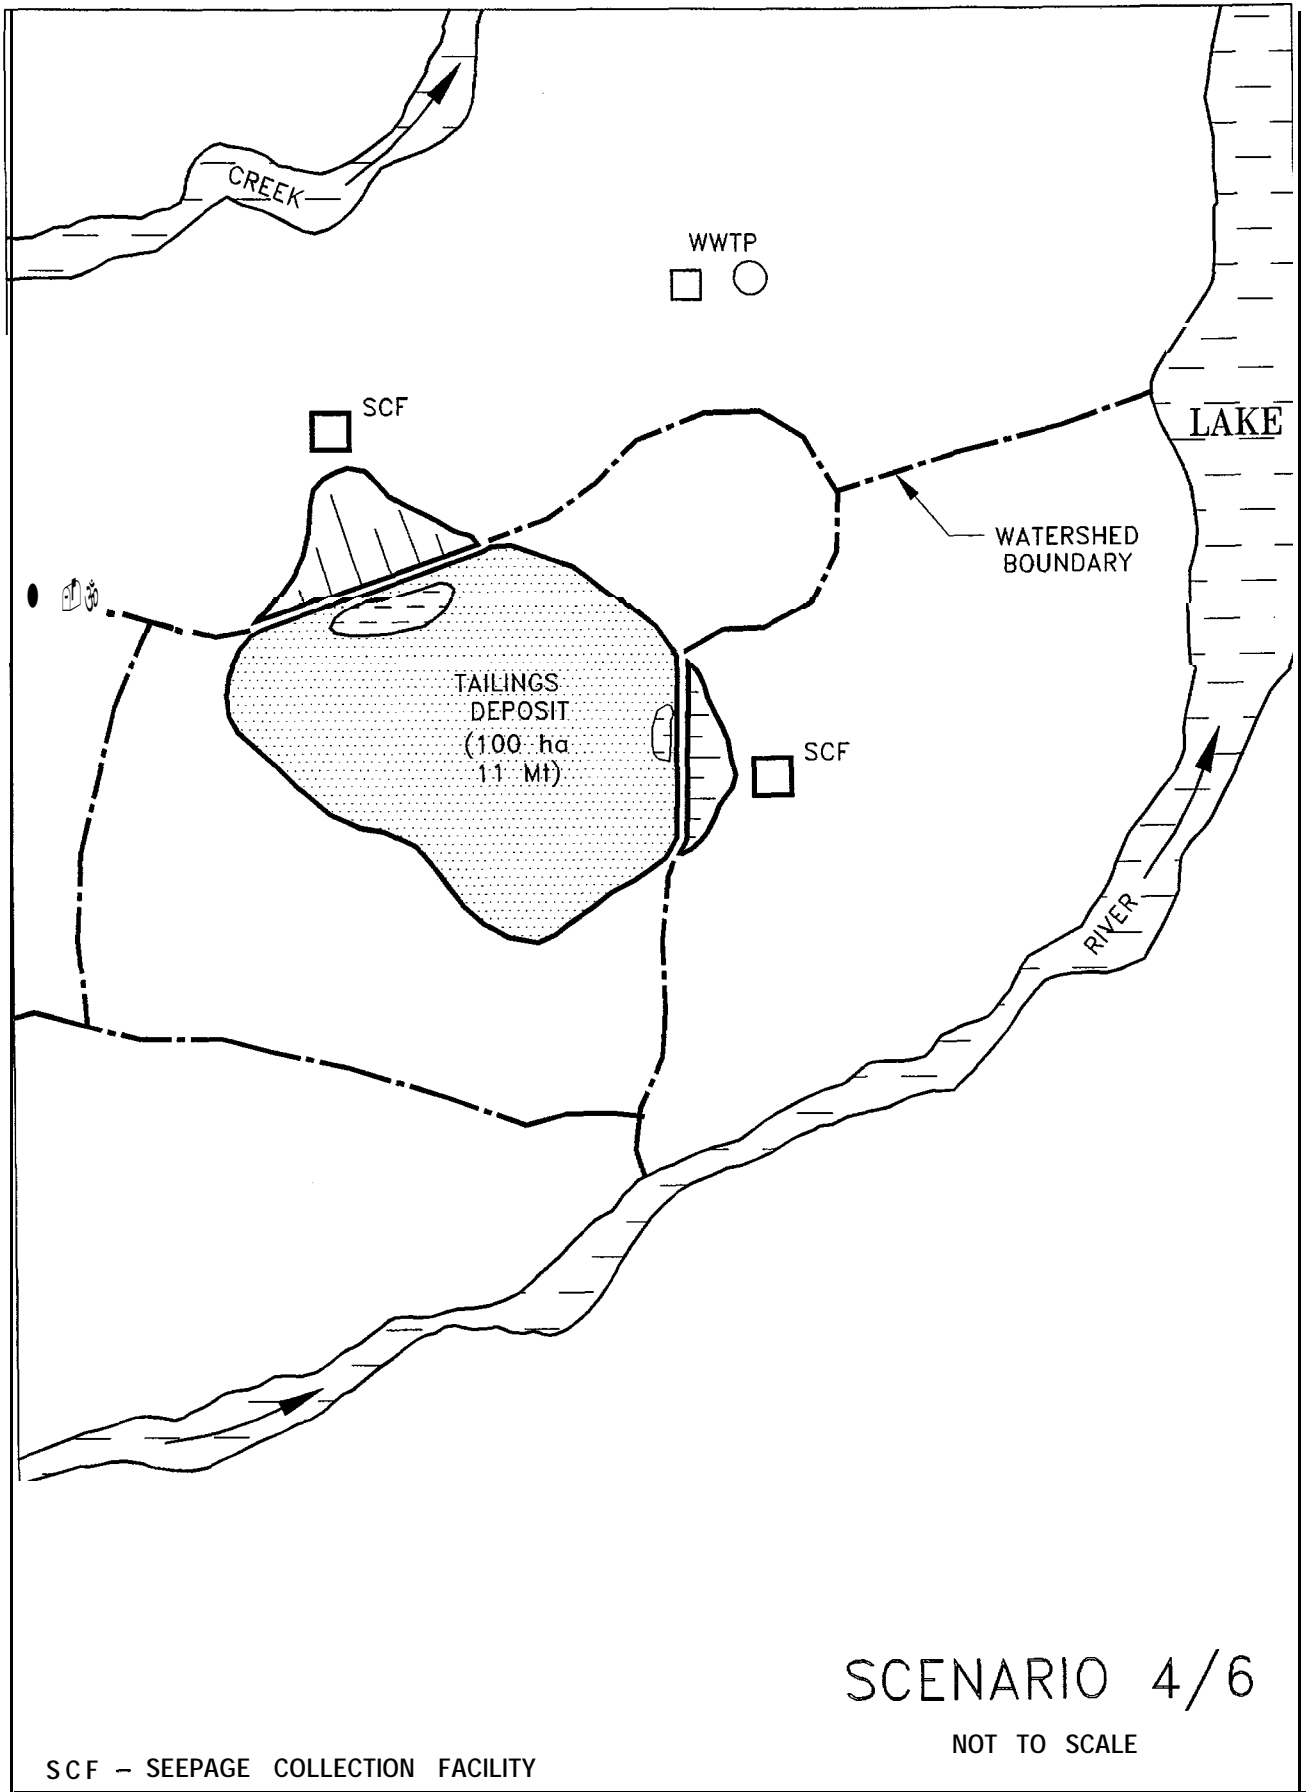 CREEK
WWTP
SCF
LAKE
WATERSHED
BOUNDARY
TAILINGS
DEPOSIT
(100 ha
11 Mt)
SCF
RIVER
SCENARIO 4/6
NOT TO SCALE
SCF – SEEPAGE COLLECTION FACILITY